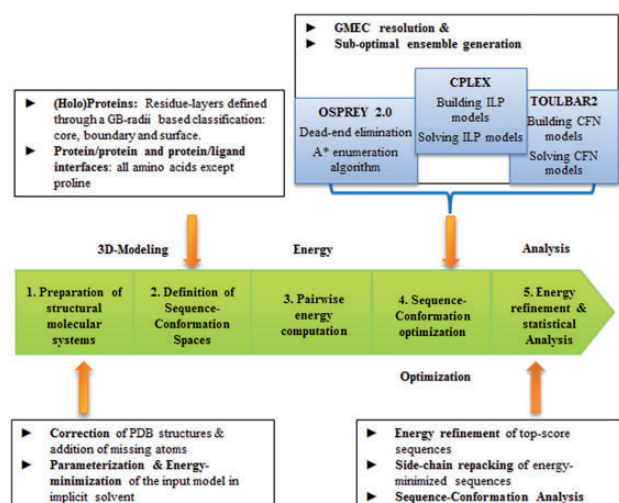 ► GMEC resolution &
► Sub-optimal ensemble generation
CPLEX
Building ILP
models
Solving ILP models
OSPREY 2.0
Dead-end elimination
A* enumeration
algorithm
TOULBAR2
Building CFN
models
Solving CFN
models
► (Holo)Proteins: Residue-layers defined
through a GB-radii based classification:
core, boundary and surface.
► Protein/protein and protein/ligand
interfaces: all amino acids except
proline
3D-Modeling
Energy
Analysis
1. Preparation of
structural
molecular
systems
2. Definition of
Sequence-
Conformation
Spaces
3. Pairwise
energy
computation
4. Sequence-
Conformation
optimization
5. Energy
refinement &
statistical
Analysis
Optimization
► Correction of PDB structures &
addition of missing atoms
► Parameterization & Energy-
minimization of the input model in
implicit solvent
► Energy refinement of top-score
sequences
► Side-chain repacking of energy-
minimized sequences
► Sequence-Conformation Analysis